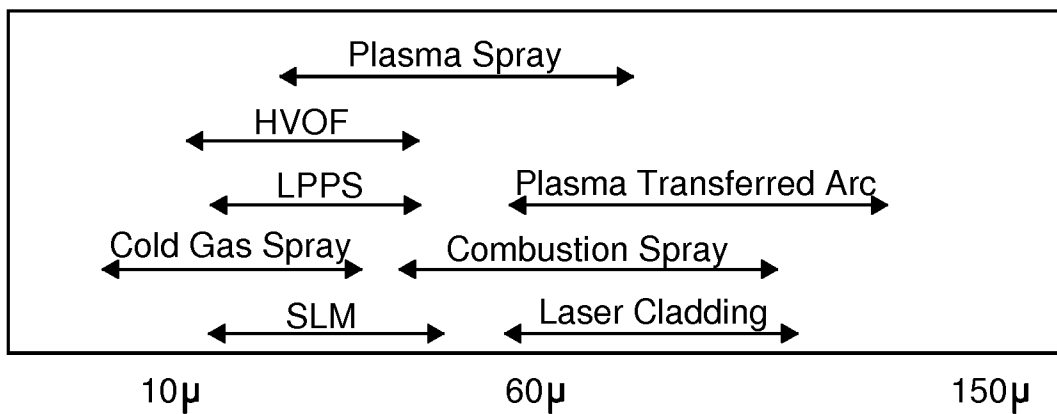 Plasma Spray
HVOF
LPPS
Plasma Transferred Arc
Cold Gas Spray
Combustion Spray
SLM
Laser Cladding
10µ 60µ 150µ